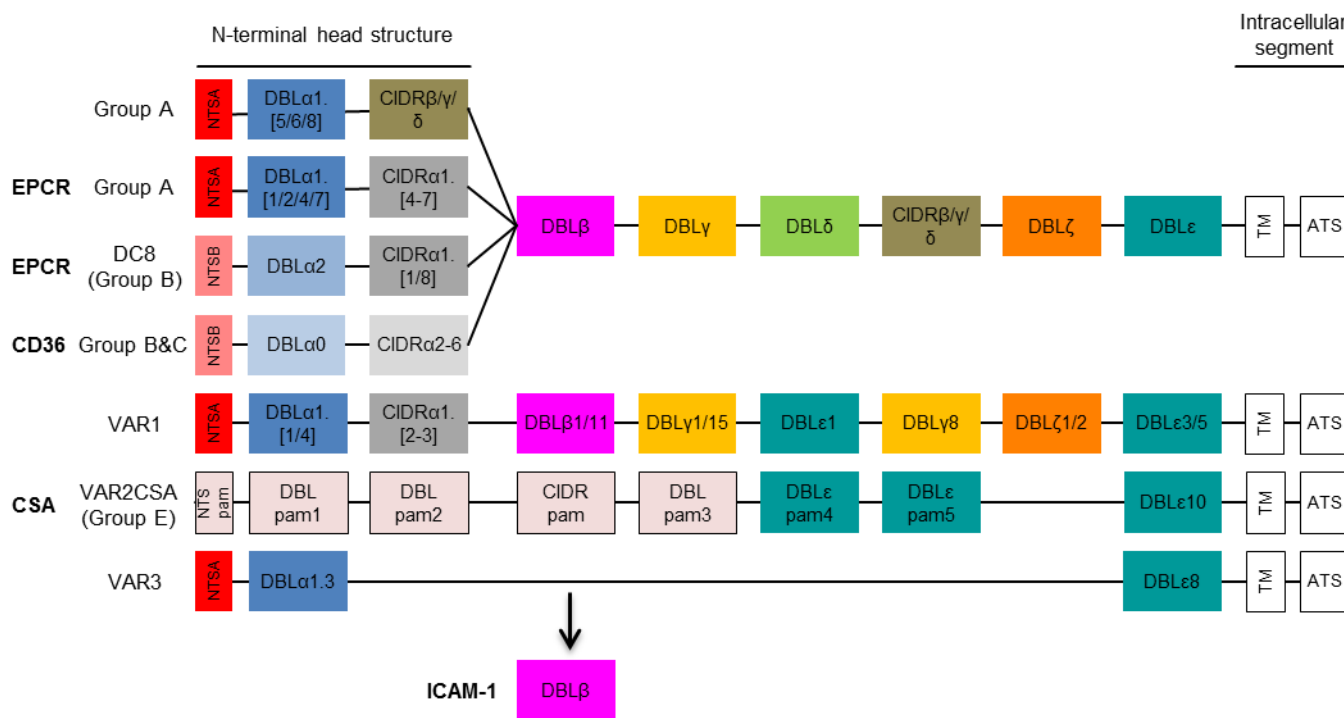 N-terminal head structure
Intracellular
segment
Group A
NTSA
DBLα1.
[5/6/8]
CIDRβ/γ/
δ
EPCR
Group A
NTSA
DBLα1.
[1/2/4/7]
CIDRα1.
[4-7]
DBLβ
DBLγ
DBLδ
CIDRβ/γ/
δ
DBLζ
DBLε
TM
ATS
EPCR
DC8
(Group B)
NTSB
DBLα2
CIDRα1.
[1/8]
CD36
Group B&C
NTSB
DBLα0
CIDRα2-6
VAR1
NTSA
DBLα1.
[1/4]
CIDRα1.
[2-3]
DBLβ1/11
DBLγ1/15
DBLε1
DBLγ8
DBLζ1/2
DBLε3/5
TM
ATS
CSA
VAR2CSA
(Group E)
NTS
pam
DBL
pam1
DBL
pam2
CIDR
pam
DBL
pam3
DBLε
pam4
DBLε
pam5
DBLε10
TM
ATS
VAR3
NTSA
DBLα1.3
DBLε8
TM
ATS
ICAM-1
DBLβ